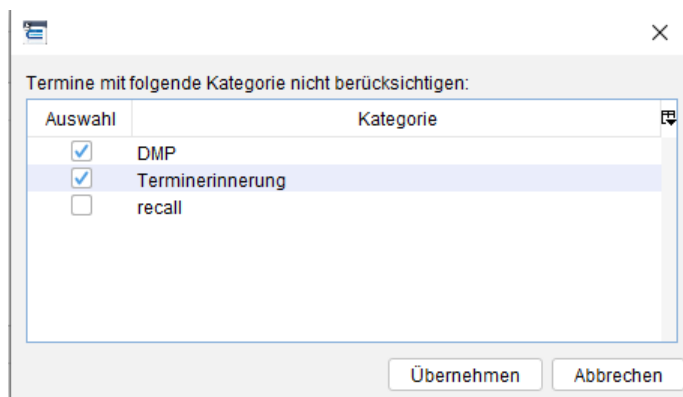 Termine mit folgende Kategorie nicht berücksichtigen:
Auswahl Kategorie
DMP
Terminerinnerung
recall
Übernehmen Abbrechen